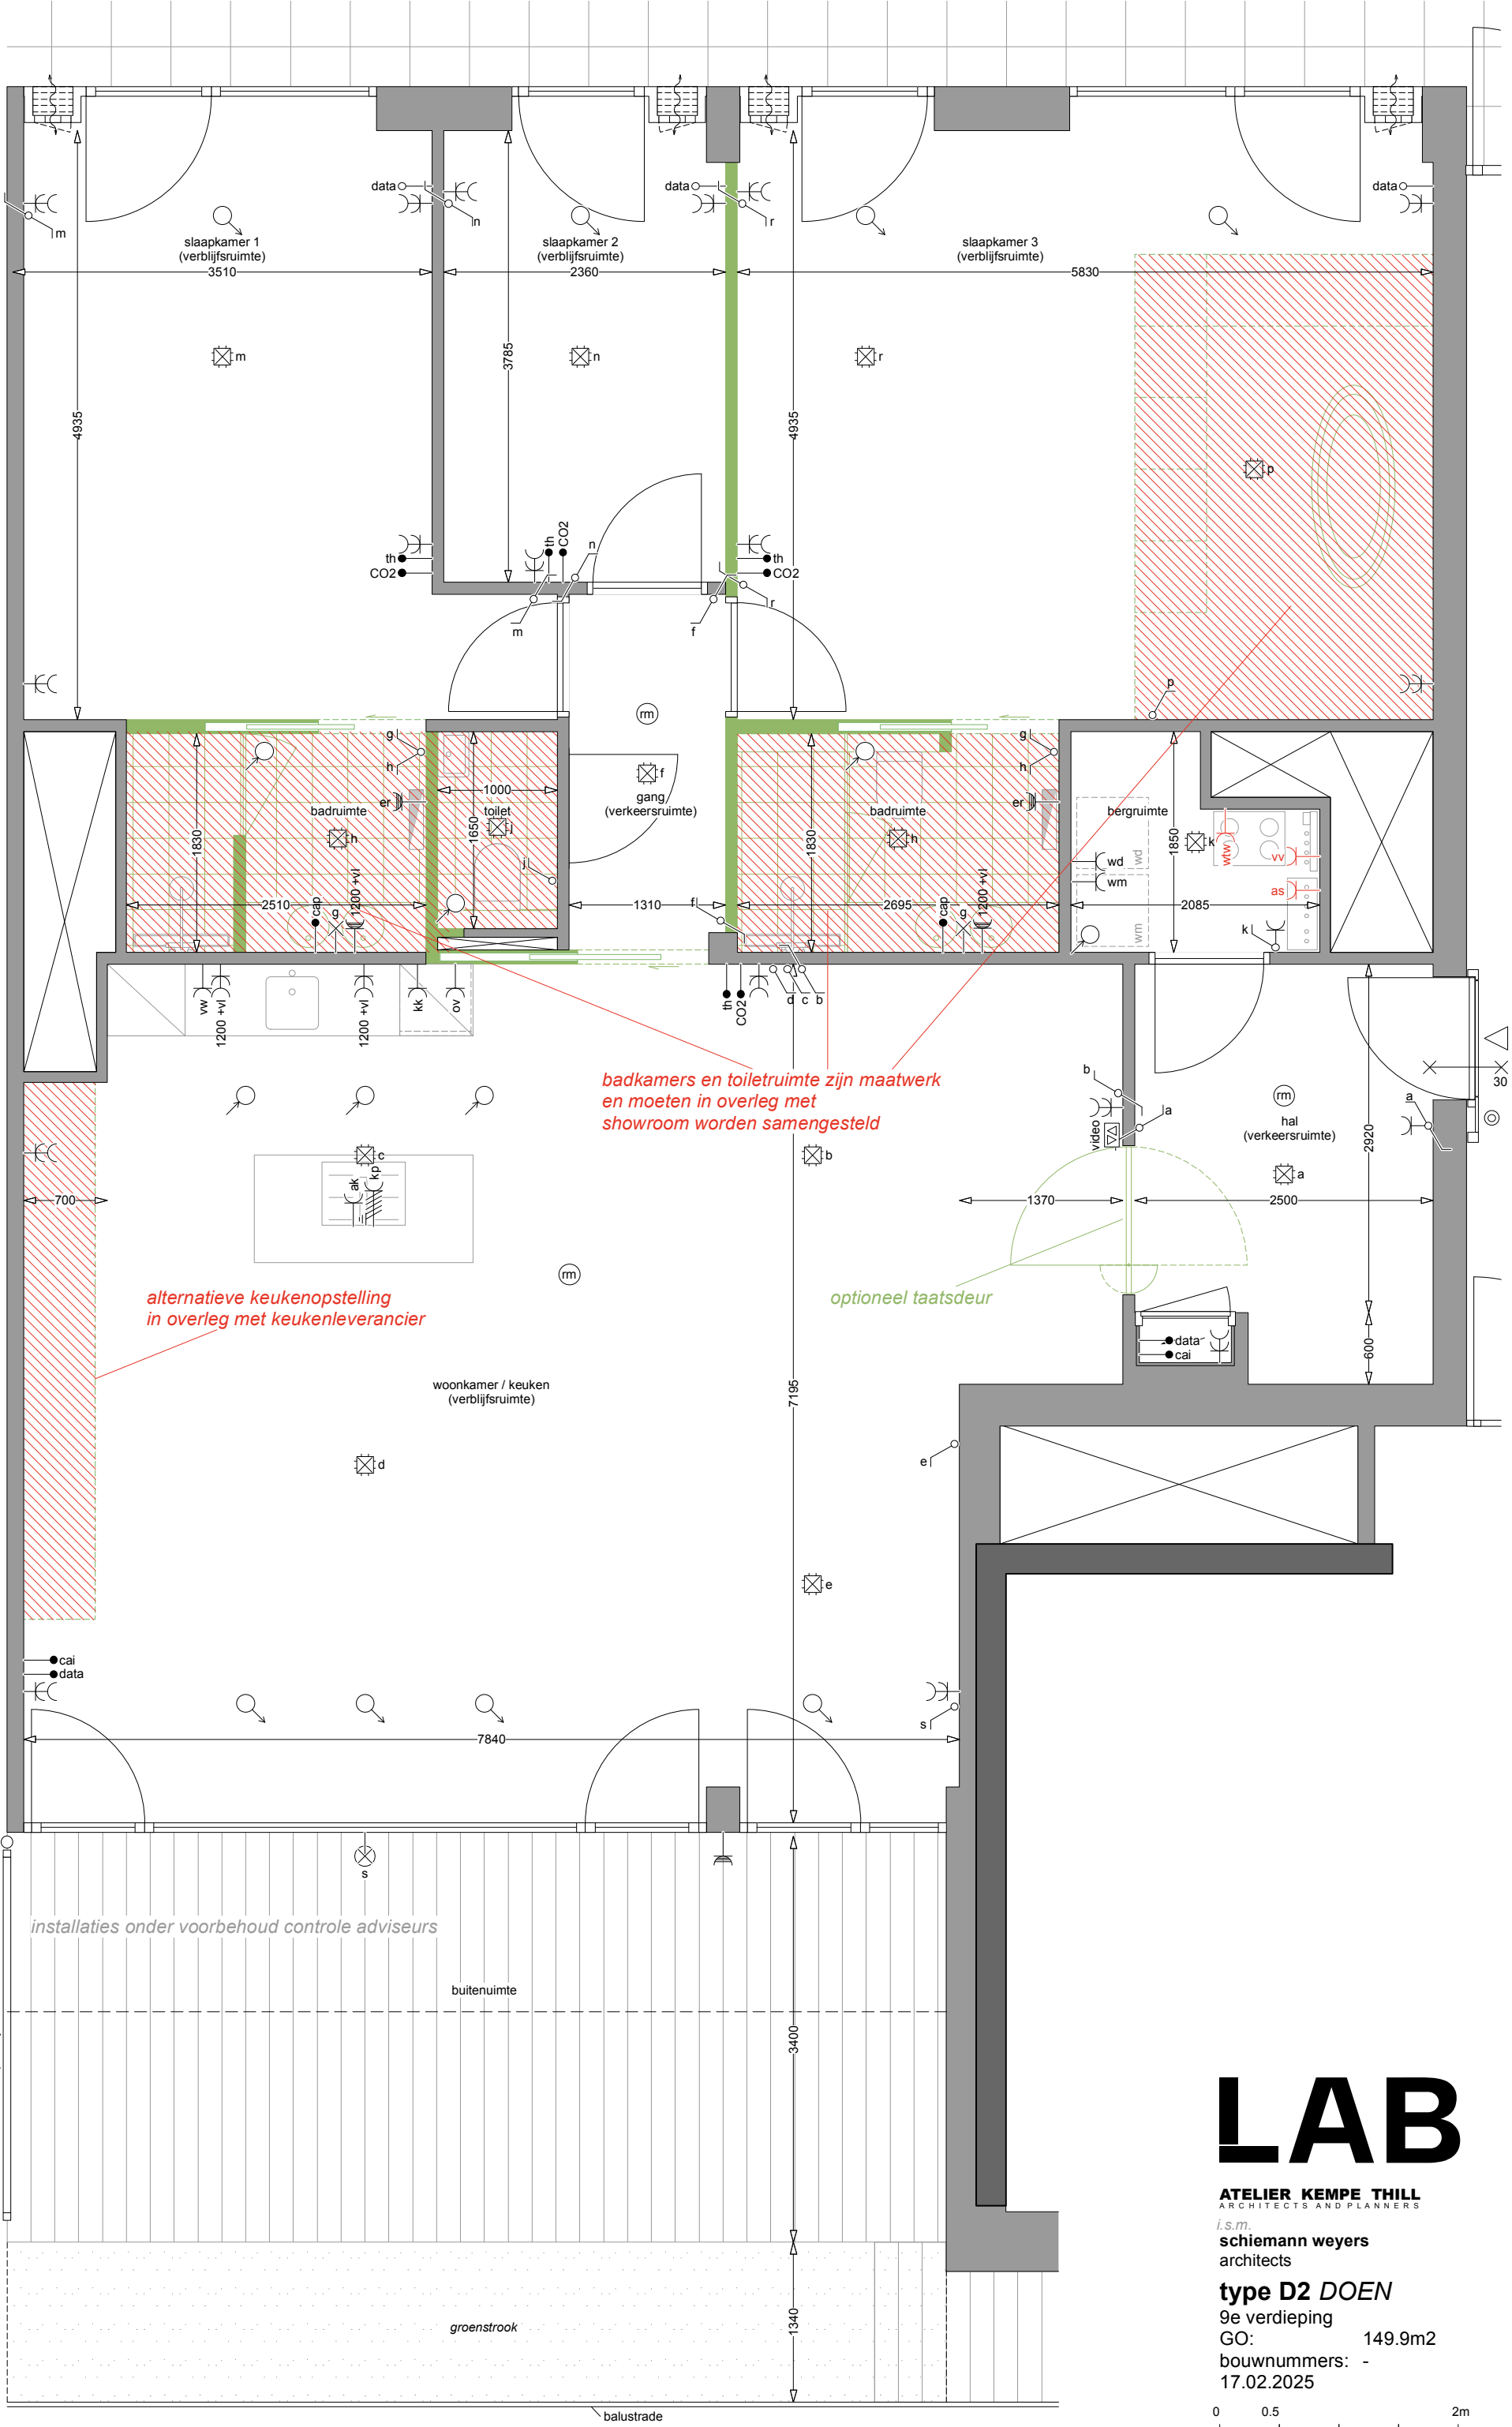 data
data
data
n
r
m
slaapkamer 1
(verblijfsruimte)
3510
slaapkamer 2
(verblijfsruimte)
2360
slaapkamer 3
(verblijfsruimte)
5830
m
n
r
3785
4935
4935
p
th
CO2
th
CO2
n
th
CO2
m
f
r
p
rm
g
h
er
badruimte
h
1830
2510
cap
g
1200 +vl
1000
toilet
j
1650
j
f
gang
(verkeersruimte)
1310
f
g
h
er
badruimte
h
1830
2695
cap
g
1200 +vl
bergruimte
wd
wd
wm
wm
1850
k
wtw
vv
as
2085
k
vw
1200 +vl
1200 +vl
kk
ov
th
CO2
d
c
b
badkamers en toiletruimte zijn maatwerk
en moeten in overleg met
showroom worden samengesteld
b
a
video
rm
hal
(verkeersruimte)
a
2920
a
30
c
b
ak
kp
700
1370
2500
rm
alternatieve keukenopstelling
in overleg met keukenleverancier
optioneel taatsdeur
data
cai
600
woonkamer / keuken
(verblijfsruimte)
7195
d
e
e
cai
data
s
7840
s
installaties onder voorbehoud controle adviseurs
buitenuimte
3400
groenstrook
1340
balustrade
LAB
ATELIER KEMPE THILL
ARCHITECTS AND PLANNERS
i.s.m.
schiemann weyers
architects
type D2 DOEN
9e verdieping
GO: 149.9m2
bouwnummers: -
17.02.2025
0 0.5 2m